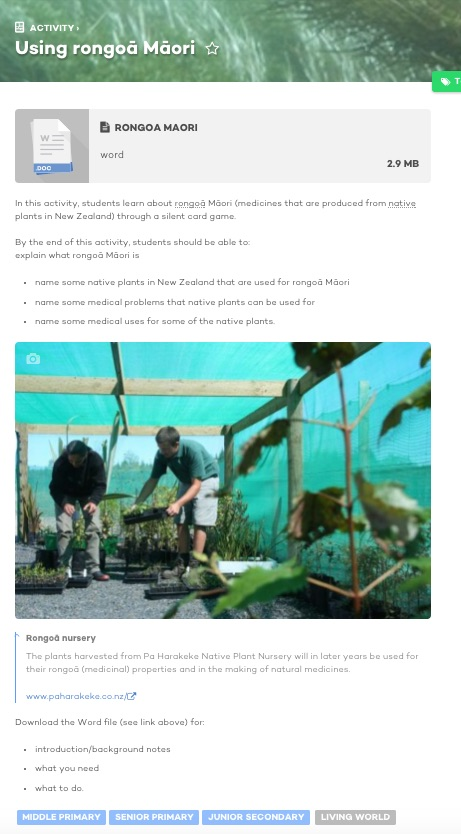 ACTIVITY ›
Using rongoā Māori
T
RONGOA MAORI
word
W
.DOC
2.9 MB
In this activity, students learn about rongoā Māori (medicines that are produced from native
plants in New Zealand) through a silent card game.
By the end of this activity, students should be able to:
explain what rongoā Māori is
• name some native plants in New Zealand that are used for rongoā Māori
• name some medical problems that native plants can be used for
• name some medical uses for some of the native plants.
Rongoā nursery
The plants harvested from Pa Harakeke Native Plant Nursery will in later years be used for
their rongoā (medicinal) properties and in the making of natural medicines.
www.paharakeke.co.nz/
Download the Word file (see link above) for:
• introduction/background notes
• what you need
• what to do.
MIDDLE PRIMARY SENIOR PRIMARY JUNIOR SECONDARY LIVING WORLD